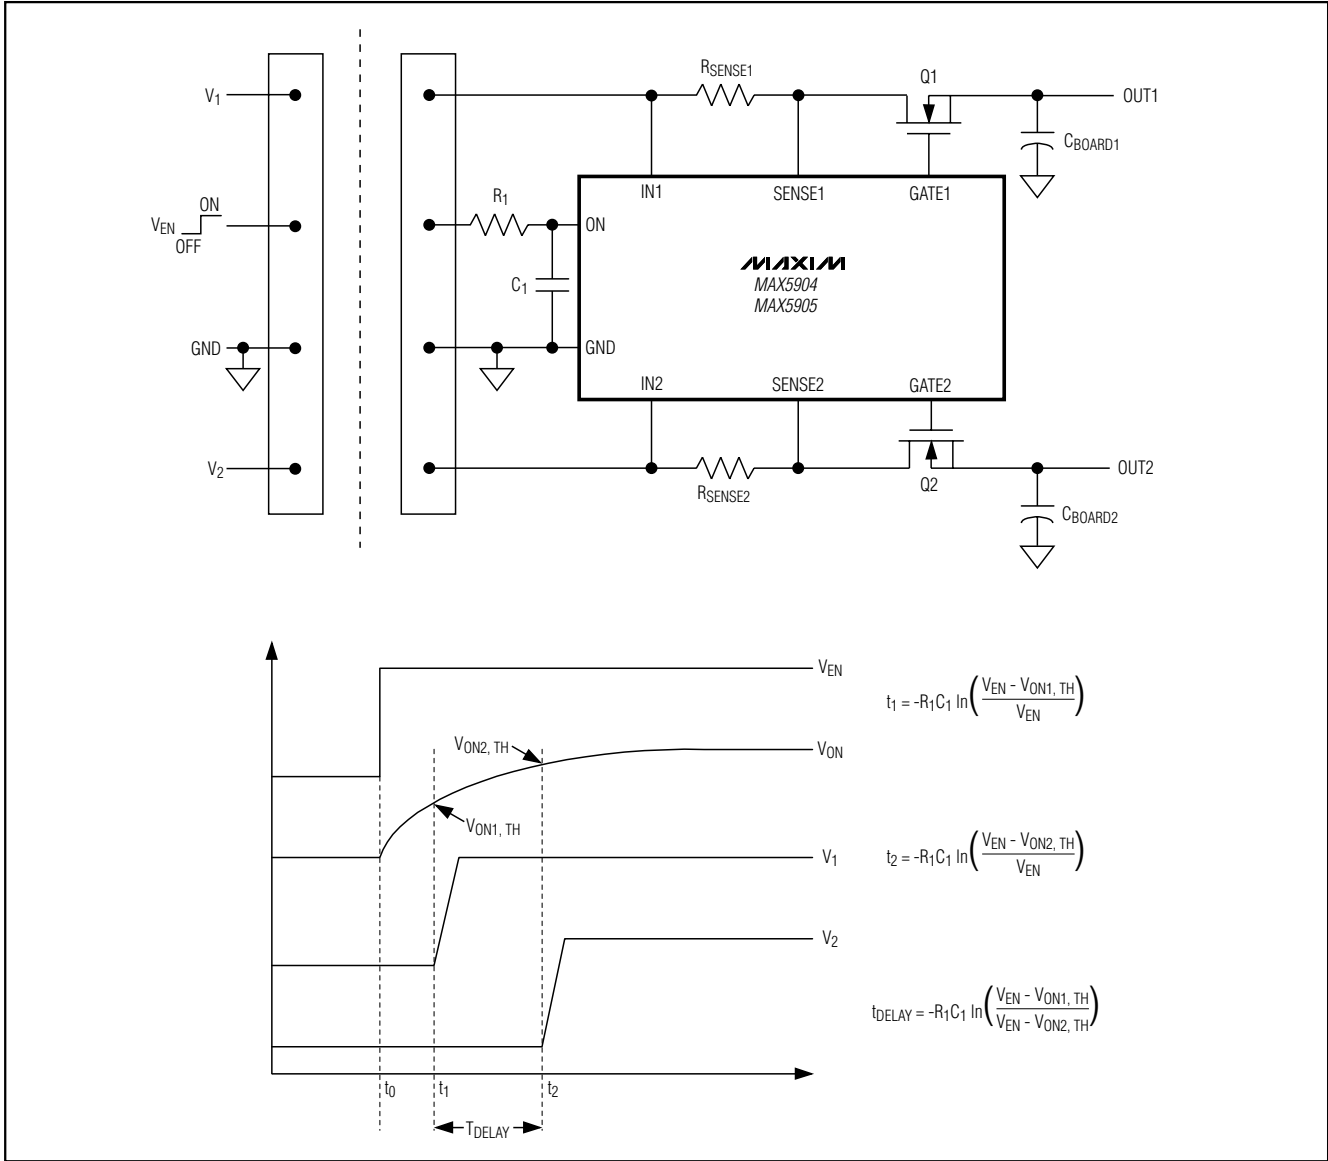 RSENSE1
Q1
V1
OUT1
CBOARD1
IN1
SENSE1
GATE1
R1
ON
VEN
OFF
ON
MAXIM
MAX5904
MAX5905
C1
GND
GND
IN2
SENSE2
GATE2
V2
RSENSE2
Q2
OUT2
CBOARD2
VEN
t1 = -R1C1 ln(VEN - VON1, TH / VEN)
VON2, TH
VON
VON1, TH
V1
t2 = -R1C1 ln(VEN - VON2, TH / VEN)
V2
tDELAY = -R1C1 ln(VEN - VON1, TH / VEN - VON2, TH)
t0
t1
t2
TDELAY